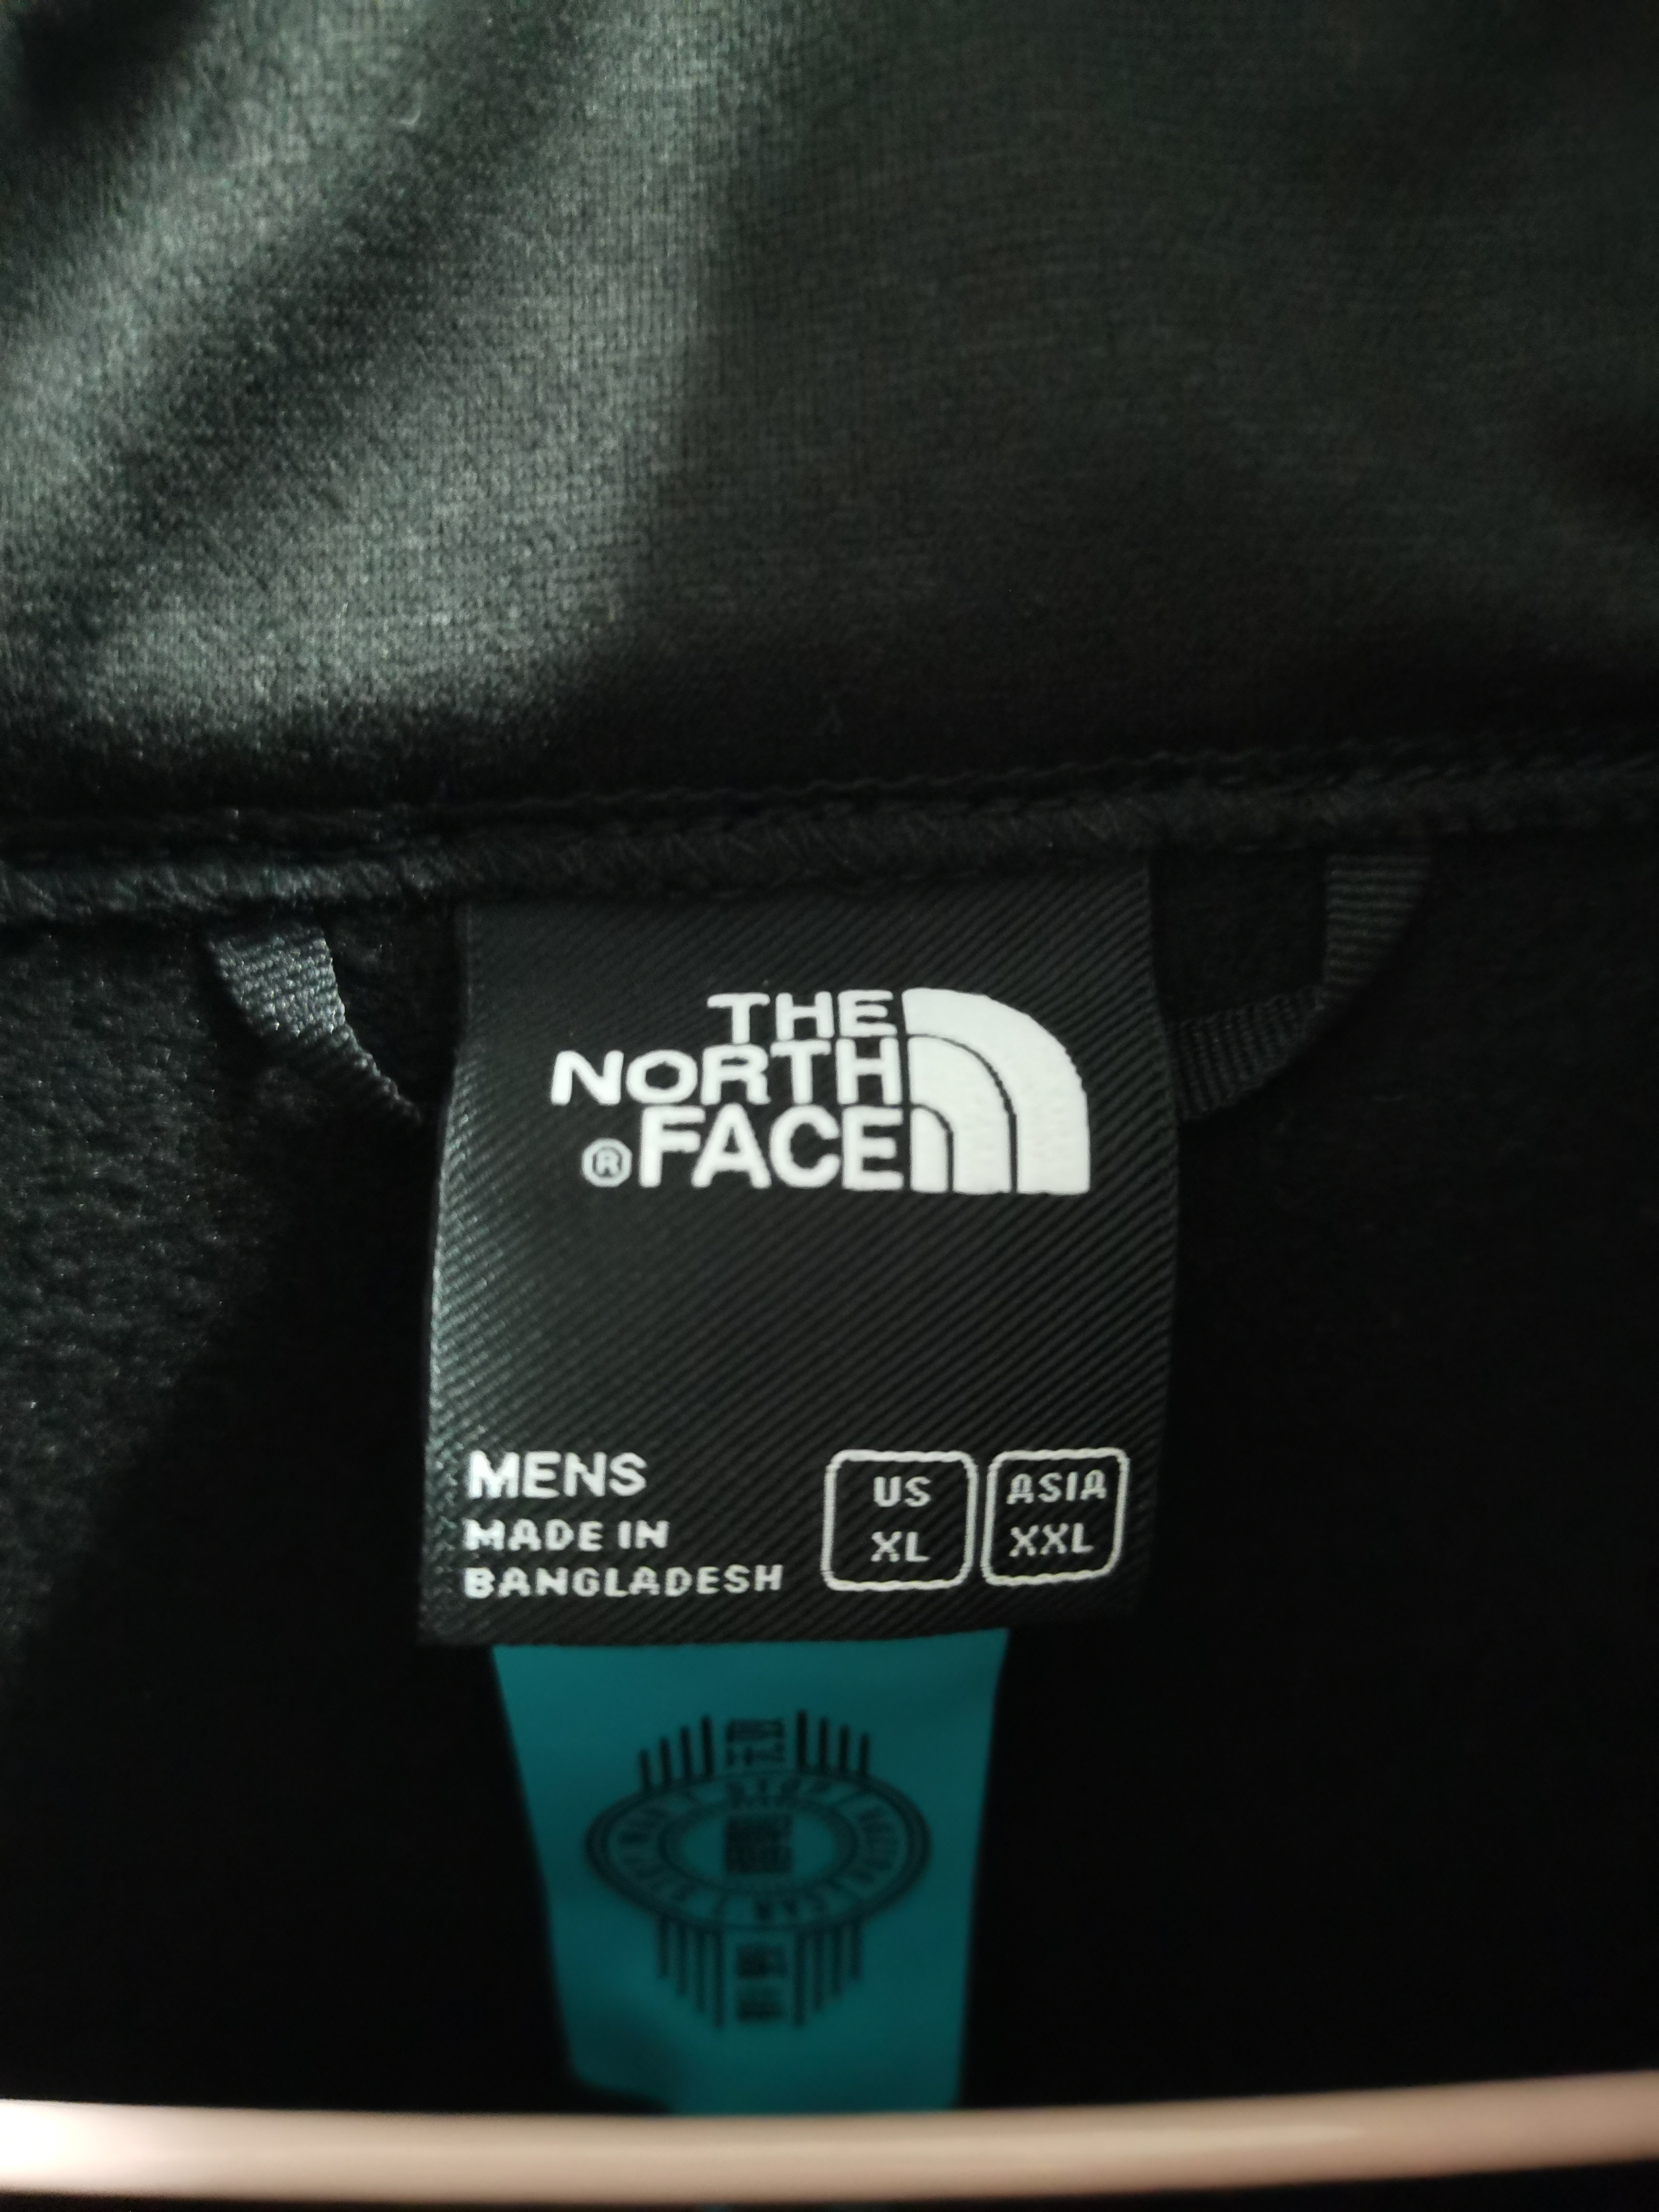 THE
NORTH
®FACE
MENS
MADE IN
BANGLADESH
US
XL
ASIA
XXL